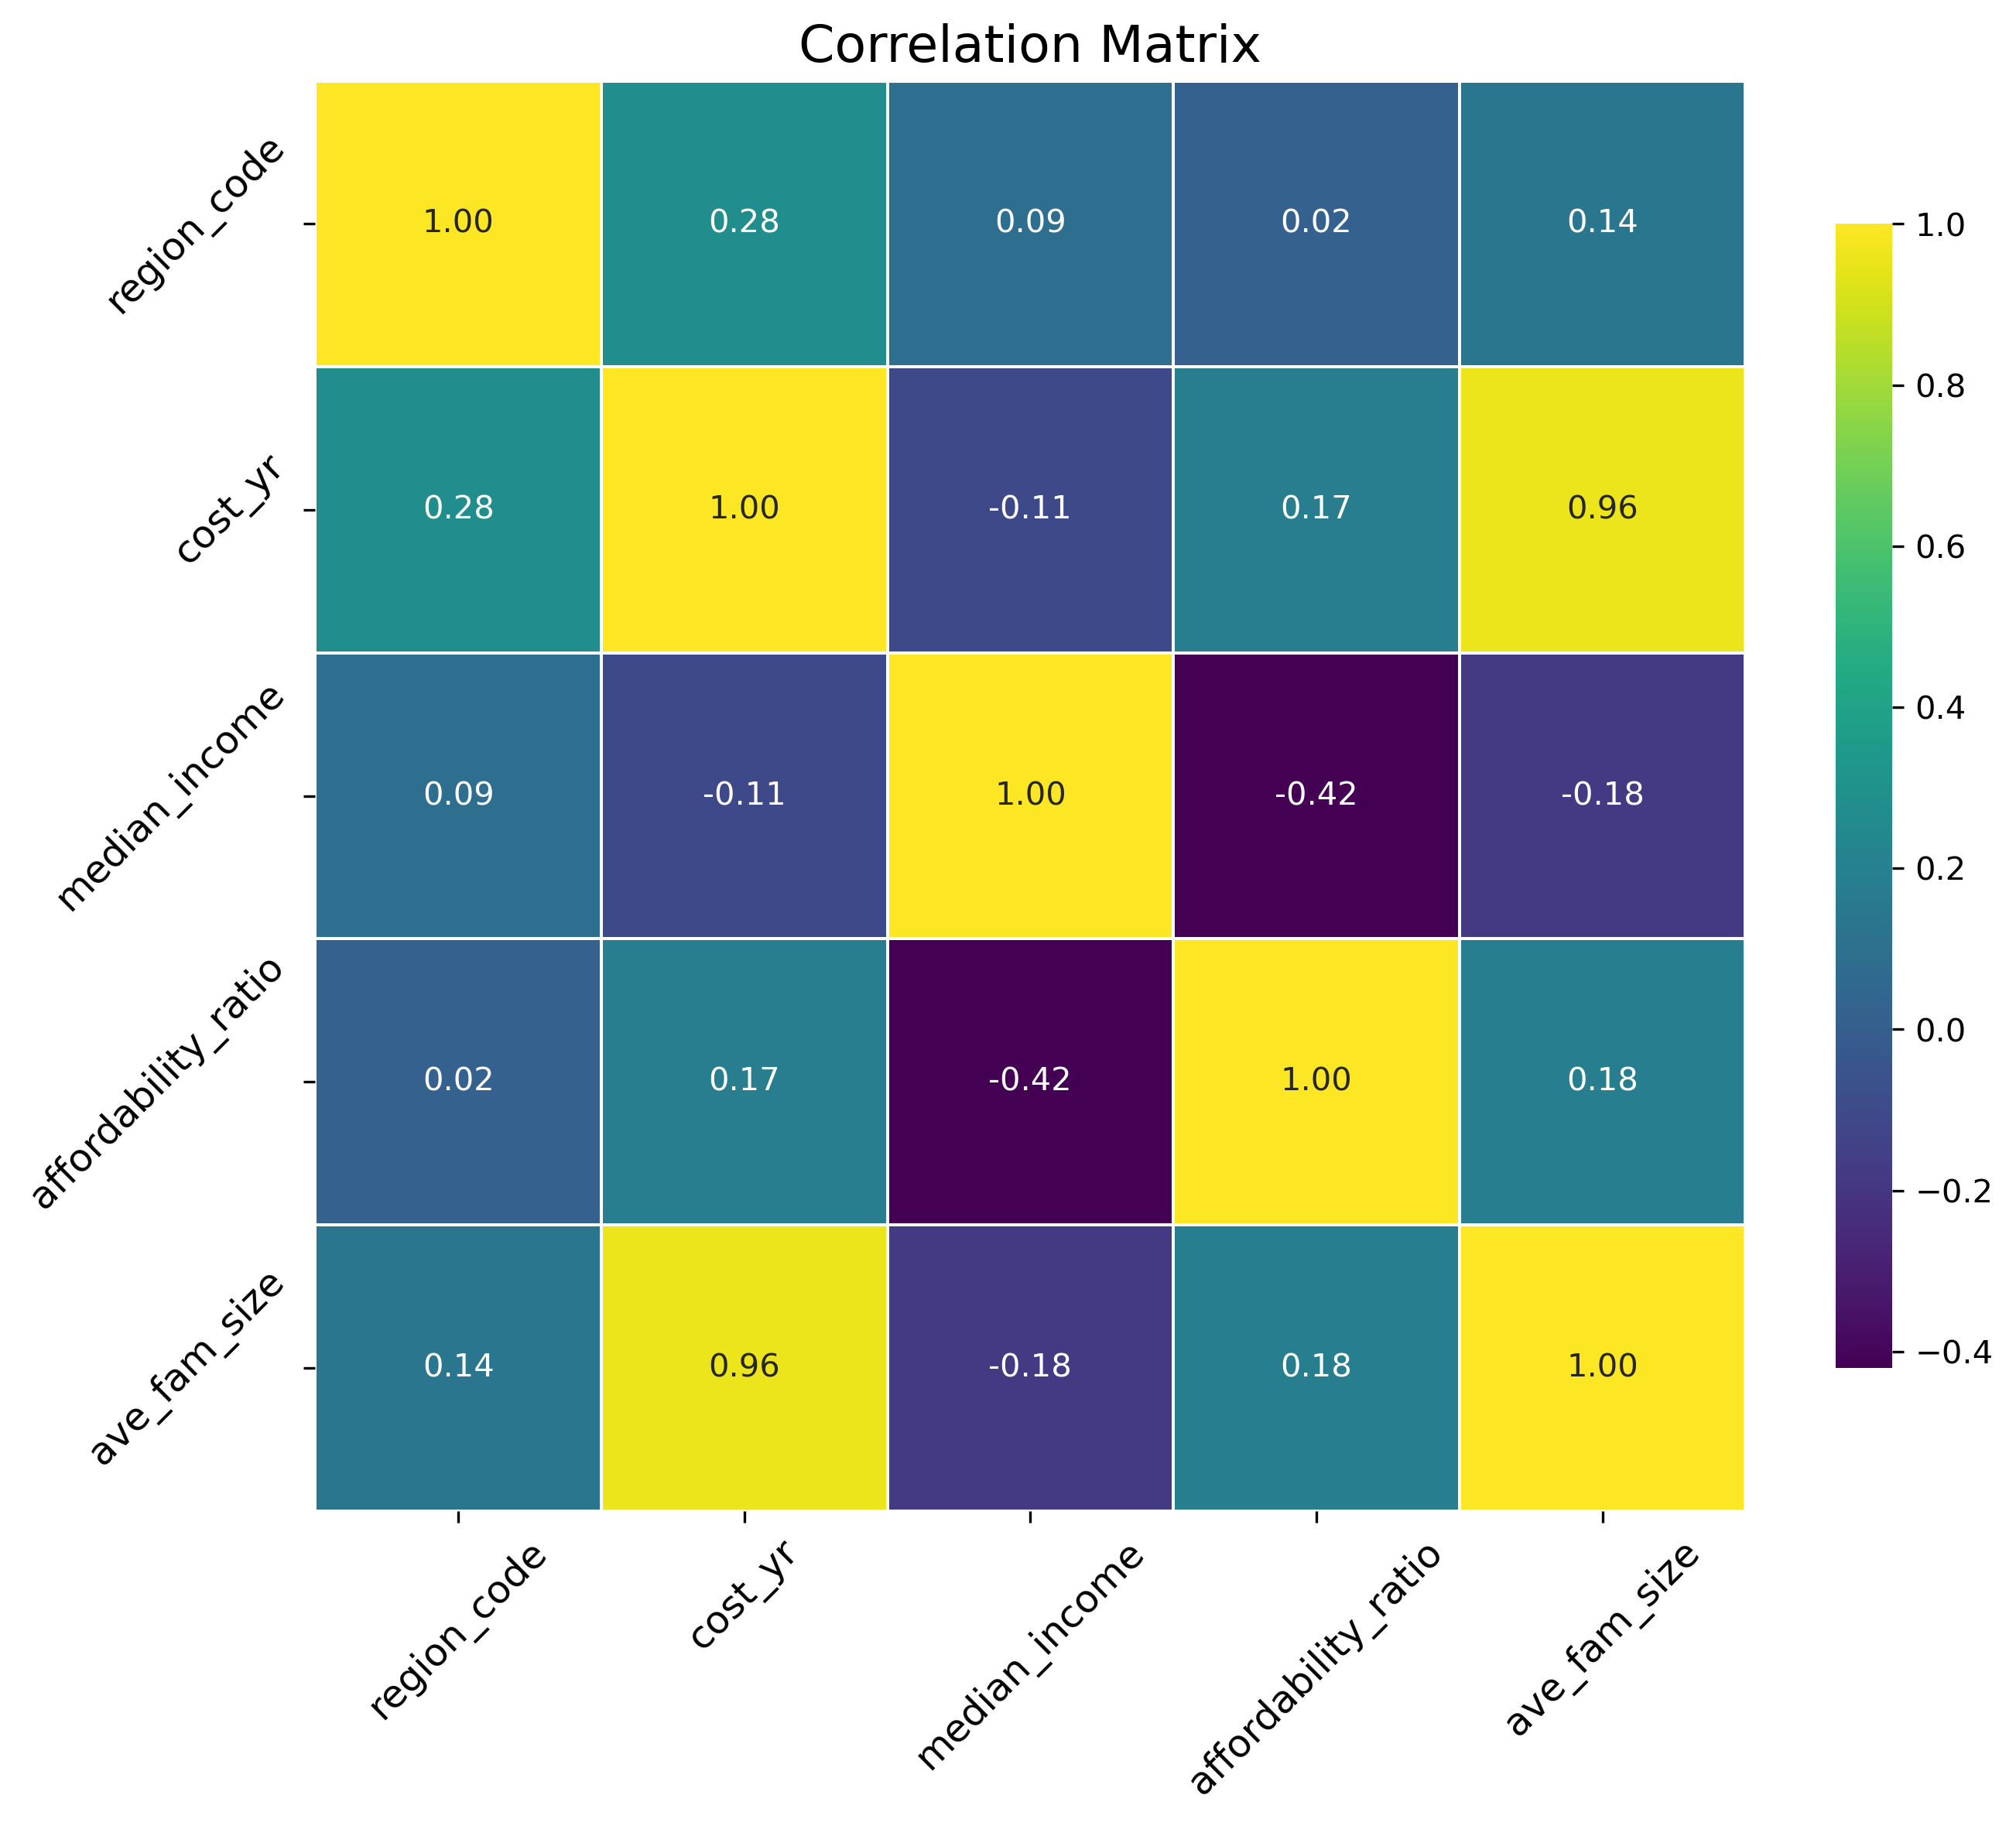 Correlation Matrix
region_code
1.00 0.28 0.09 0.02 0.14
cost_yr
0.28 1.00 -0.11 0.17 0.96
median_income
0.09 -0.11 1.00 -0.42 -0.18
affordability_ratio
0.02 0.17 -0.42 1.00 0.18
ave_fam_size
0.14 0.96 -0.18 0.18 1.00
region_code cost_yr median_income affordability_ratio ave_fam_size
1.0
0.8
0.6
0.4
0.2
0.0
−0.2
−0.4